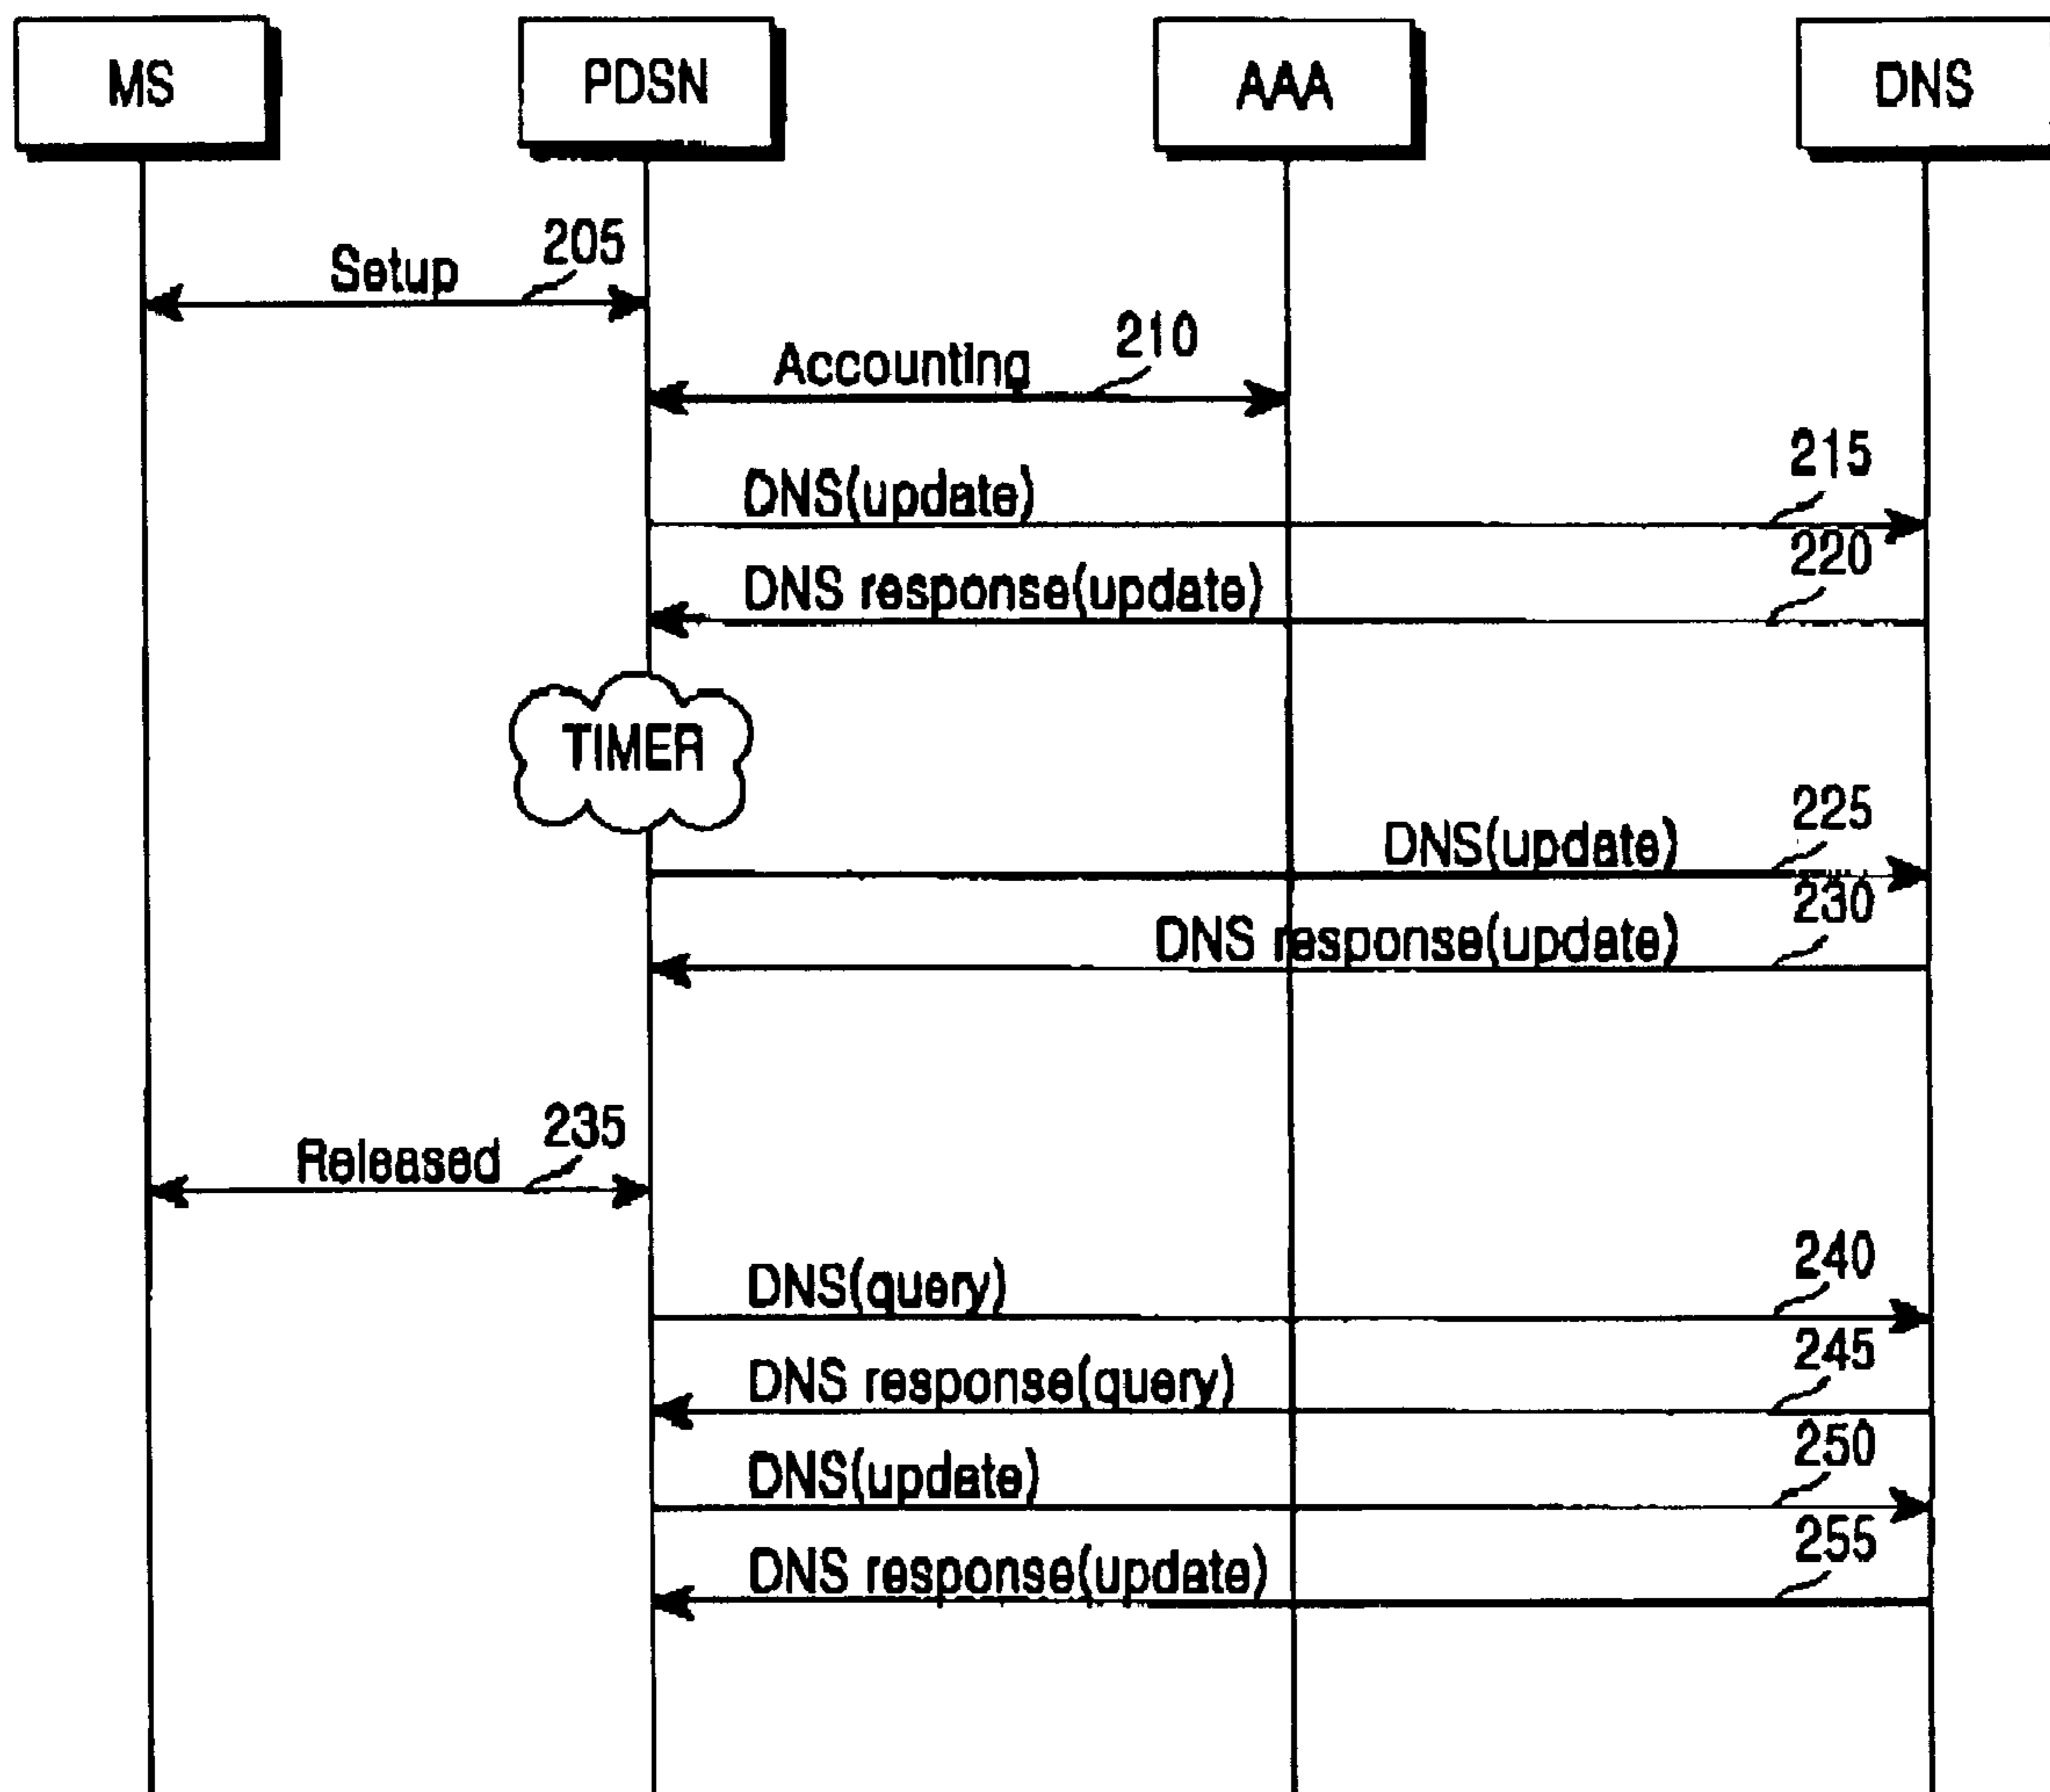 MS PDSN AAA DNS
205
Setup
210
Accounting
215
DNS(update)
220
DNS response(update)
TIMER
225
DNS(update)
230
DNS response(update)
235
Released
240
DNS(query)
245
DNS response(query)
250
DNS(update)
255
DNS response(update)